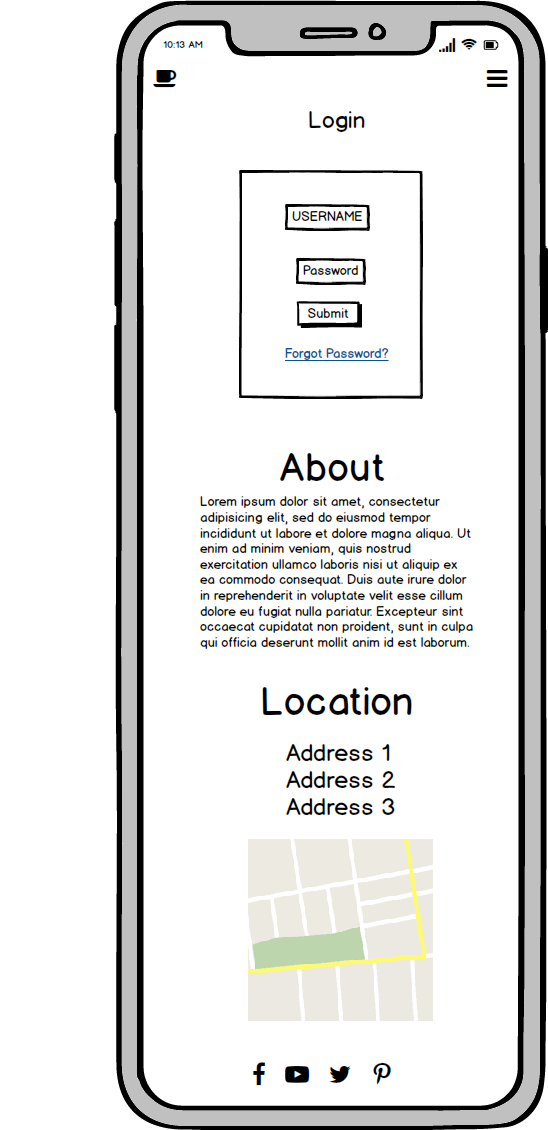 10:13 AM
Login
USERNAME
Password
Submit
Forgot Password?
About
Lorem ipsum dolor sit amet, consectetur
adipisicing elit, sed do eiusmod tempor
incididunt ut labore et dolore magna aliqua. Ut
enim ad minim veniam, quis nostrud
exercitation ullamco laboris nisi ut aliquip ex
ea commodo consequat. Duis aute irure dolor
in reprehenderit in voluptate velit esse cillum
dolore eu fugiat nulla pariatur. Excepteur sint
occaecat cupidatat non proident, sunt in culpa
qui officia deserunt mollit anim id est laborum.
Location
Address 1
Address 2
Address 3